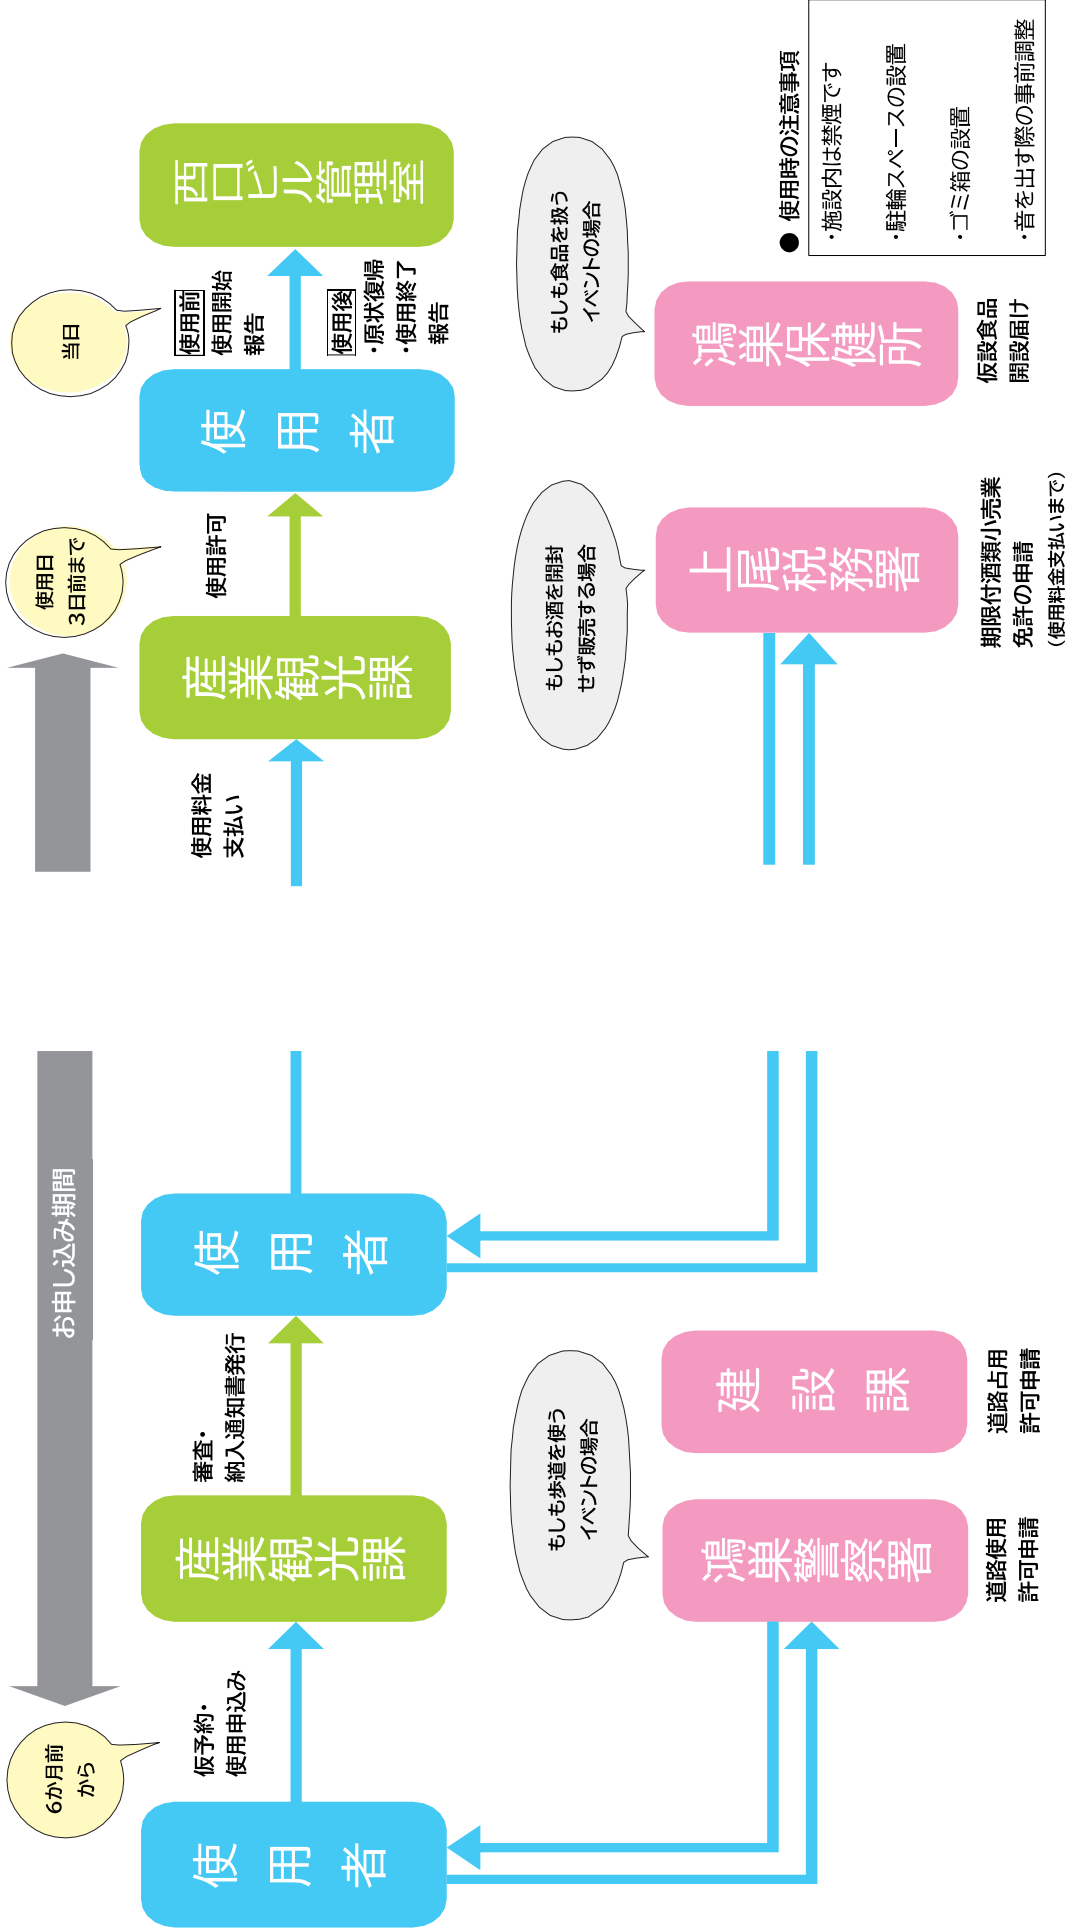 お申し込み期間
6か月前
から
使用日
3日前まで
当日
使用者
仮予約・
使用申込み
産業観光課
審査・
納入通知書発行
使用者
使用料金
支払い
産業観光課
使用許可
使用者
使用前
使用開始
報告
使用後
・原状復帰
・使用終了
報告
西口ビル管理室
もしも歩道を使う
イベントの場合
鴻巣警察署
道路使用
許可申請
建設課
道路占用
許可申請
もしもお酒を開封
せず販売する場合
上尾税務署
期限付酒類小売業
免許の申請
（使用料金支払いまで）
もしも食品を扱う
イベントの場合
鴻巣保健所
仮設食品
開設届け
● 使用時の注意事項
・施設内は禁煙です
・駐輪スペースの設置
・ゴミ箱の設置
・音を出す際の事前調整